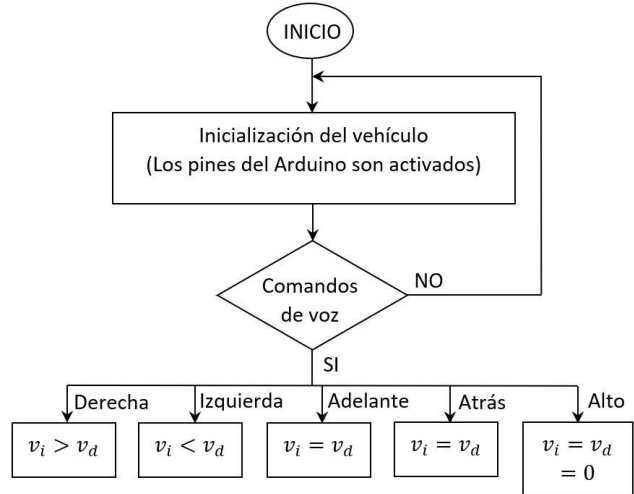 INICIO
Inicialización del vehículo
(Los pines del Arduino son activados)
Comandos
de voz
NO
SI
Derecha
Izquierda
Adelante
Atrás
Alto
𝑣𝑖 > 𝑣𝑑
𝑣𝑖 < 𝑣𝑑
𝑣𝑖 = 𝑣𝑑
𝑣𝑖 = 𝑣𝑑
𝑣𝑖 = 𝑣𝑑
= 0